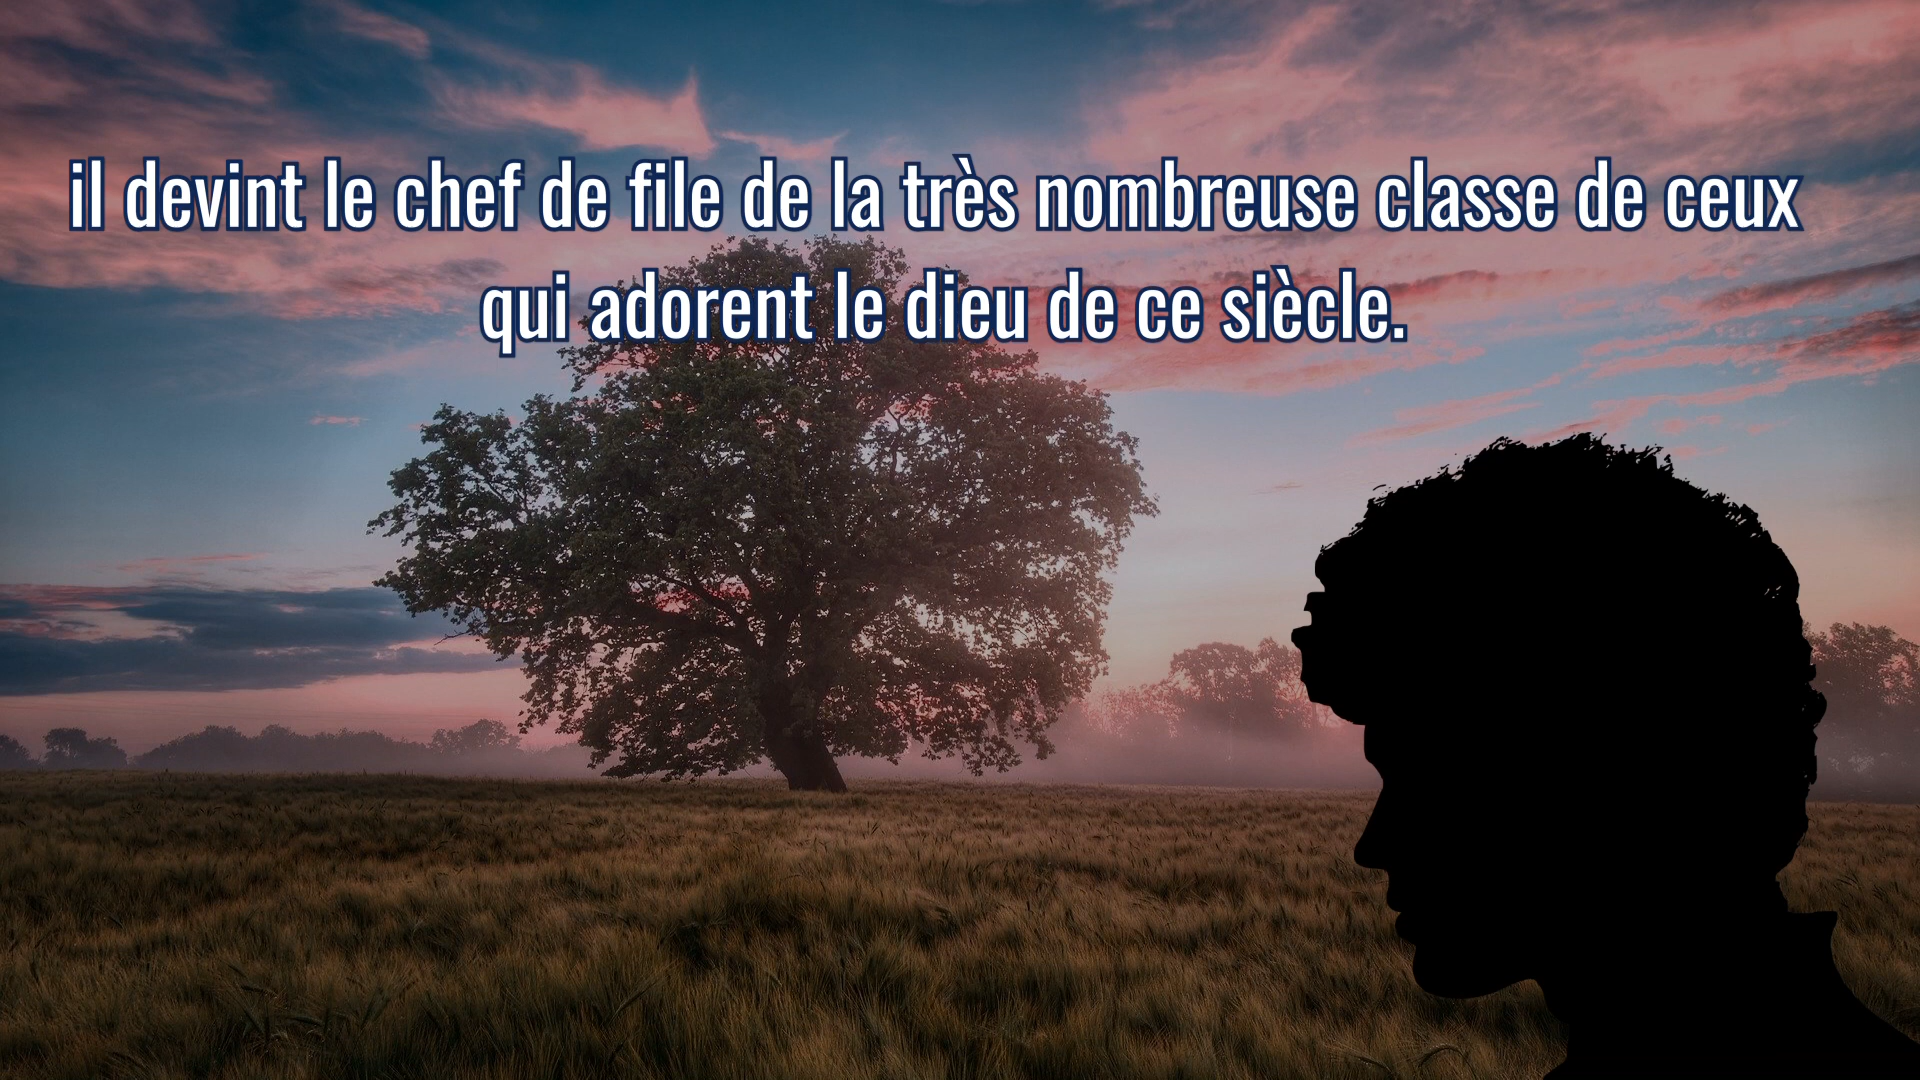 il devint le chef de file de la très nombreuse classe de ceux
qui adorent le dieu de ce siècle.